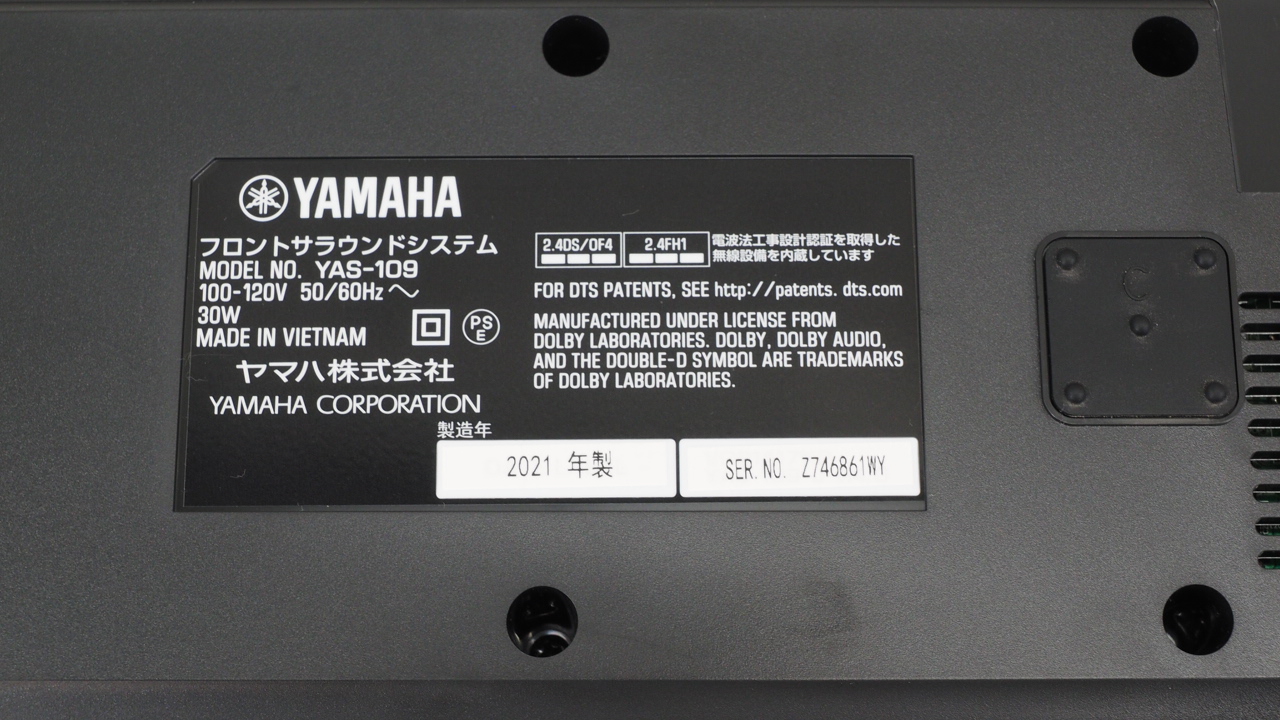 YAMAHA
フロントサラウンドシステム
MODEL NO. YAS-109
100-120V 50/60Hz ～
30W
MADE IN VIETNAM
PS
E
ヤマハ株式会社
YAMAHA CORPORATION
2.4DS/OF4
2.4FH1
電波法工事設計認証を取得した
無線設備を内蔵しています
FOR DTS PATENTS, SEE http://patents.dts.com
MANUFACTURED UNDER LICENSE FROM
DOLBY LABORATORIES. DOLBY, DOLBY AUDIO,
AND THE DOUBLE-D SYMBOL ARE TRADEMARKS
OF DOLBY LABORATORIES.
製造年
2021 年製
SER. NO. Z746861WY
C